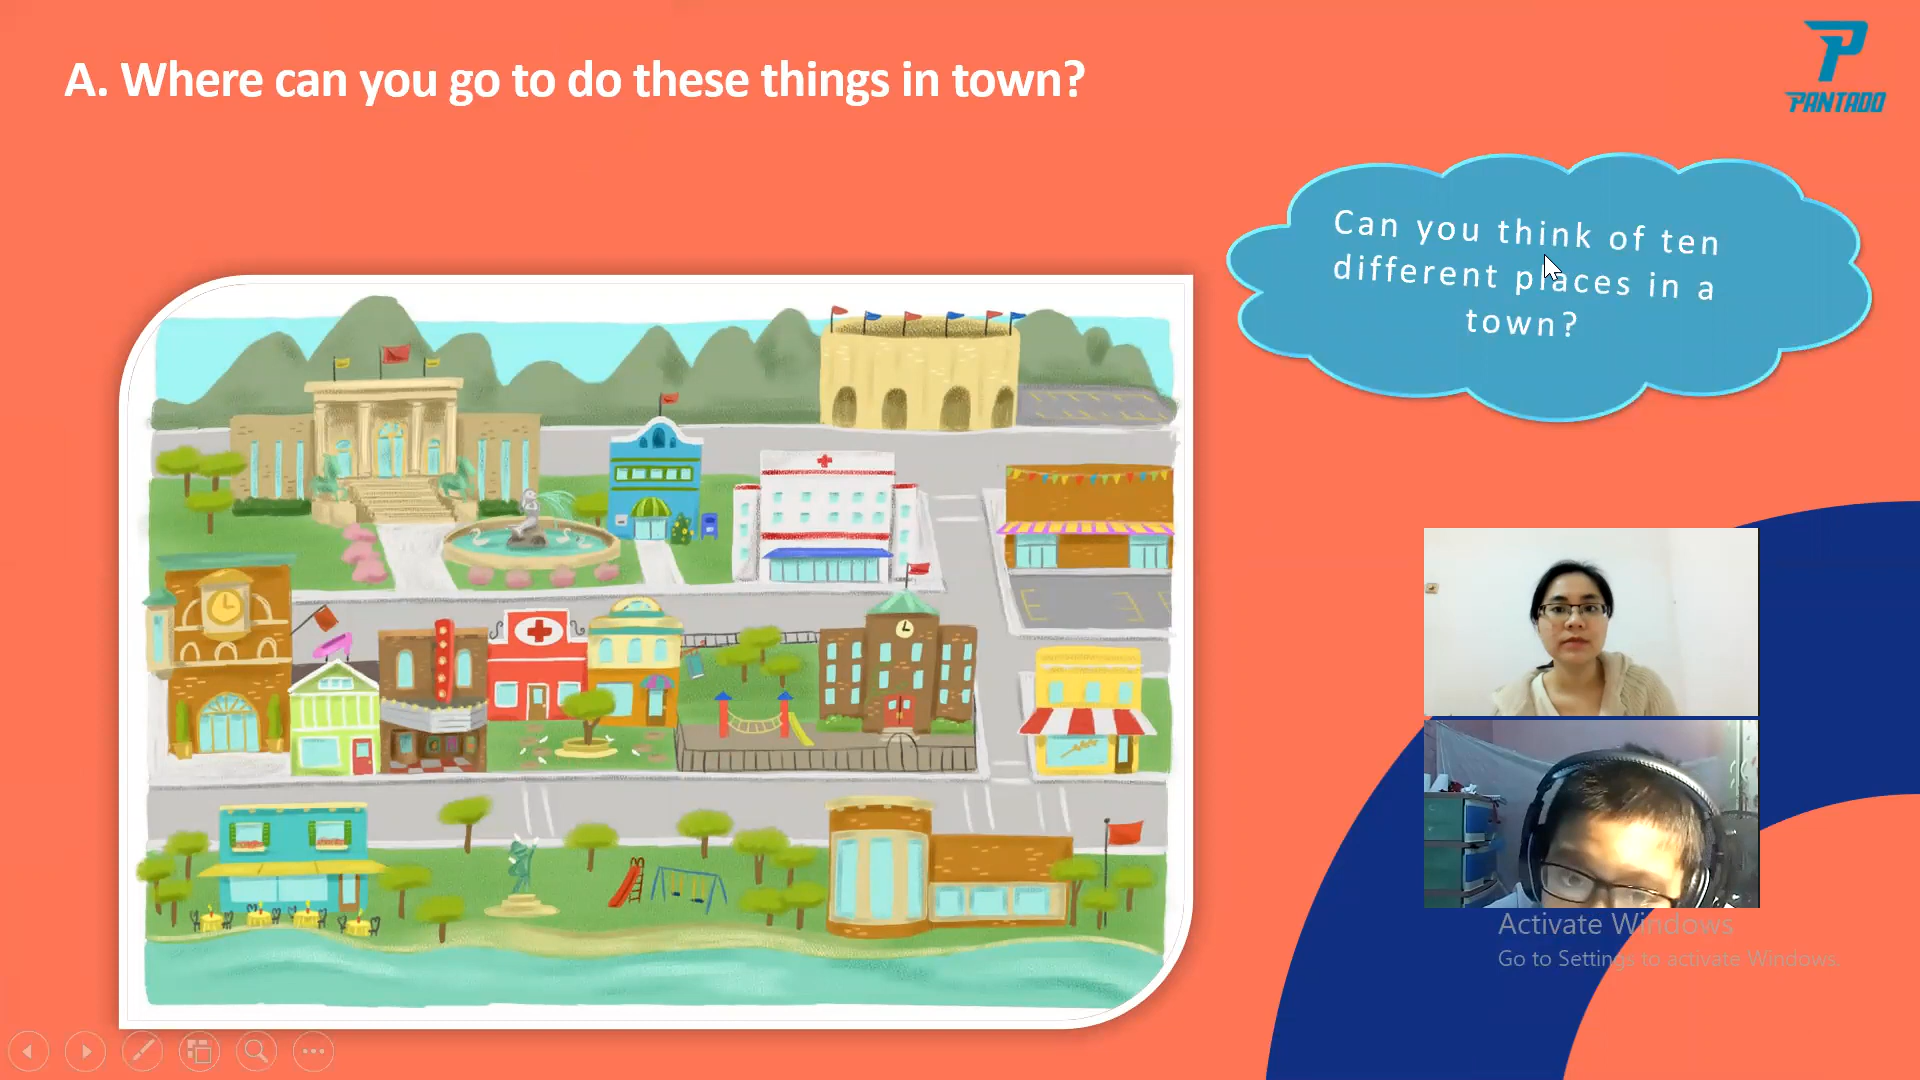 A. Where can you go to do these things in town?
PANTADO
Can you think of ten
different places in a
town?
Activate Windows
Go to Settings to activate Windows.